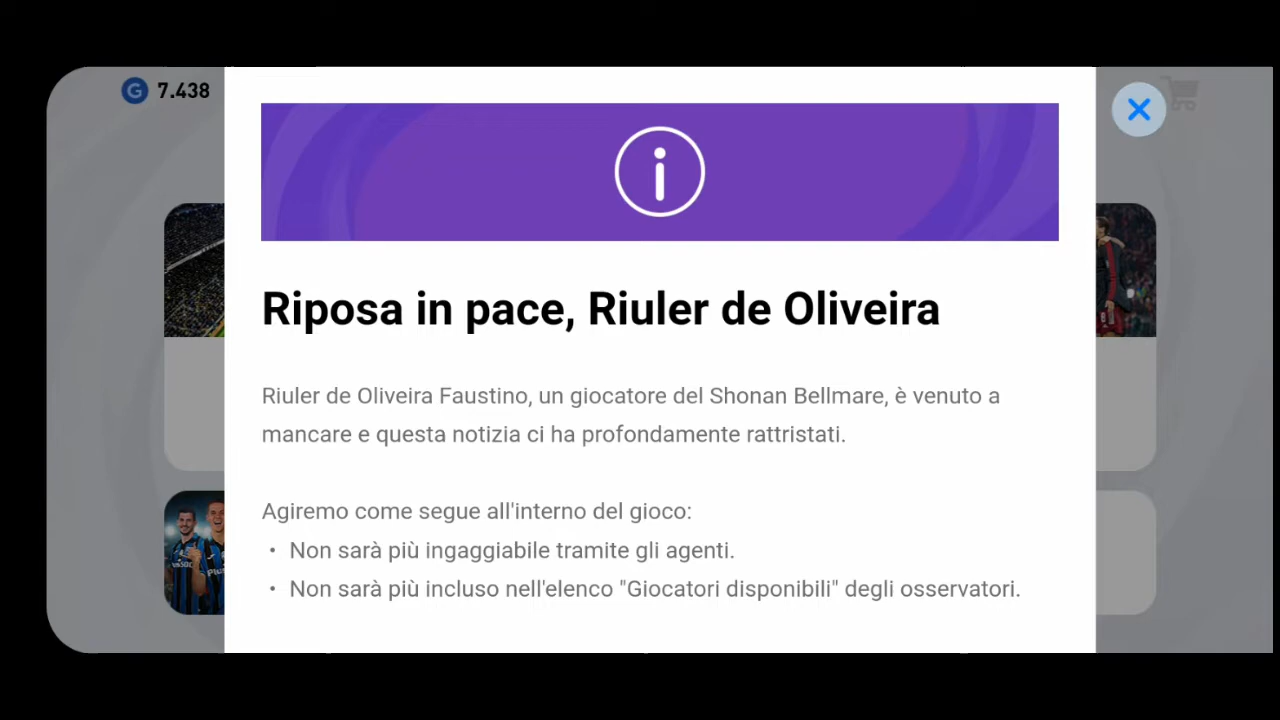 G 7.438
Riposa in pace, Riuler de Oliveira
Riuler de Oliveira Faustino, un giocatore del Shonan Bellmare, è venuto a
mancare e questa notizia ci ha profondamente rattristati.
Agiremo come segue all'interno del gioco:
• Non sarà più ingaggiabile tramite gli agenti.
• Non sarà più incluso nell'elenco "Giocatori disponibili" degli osservatori.